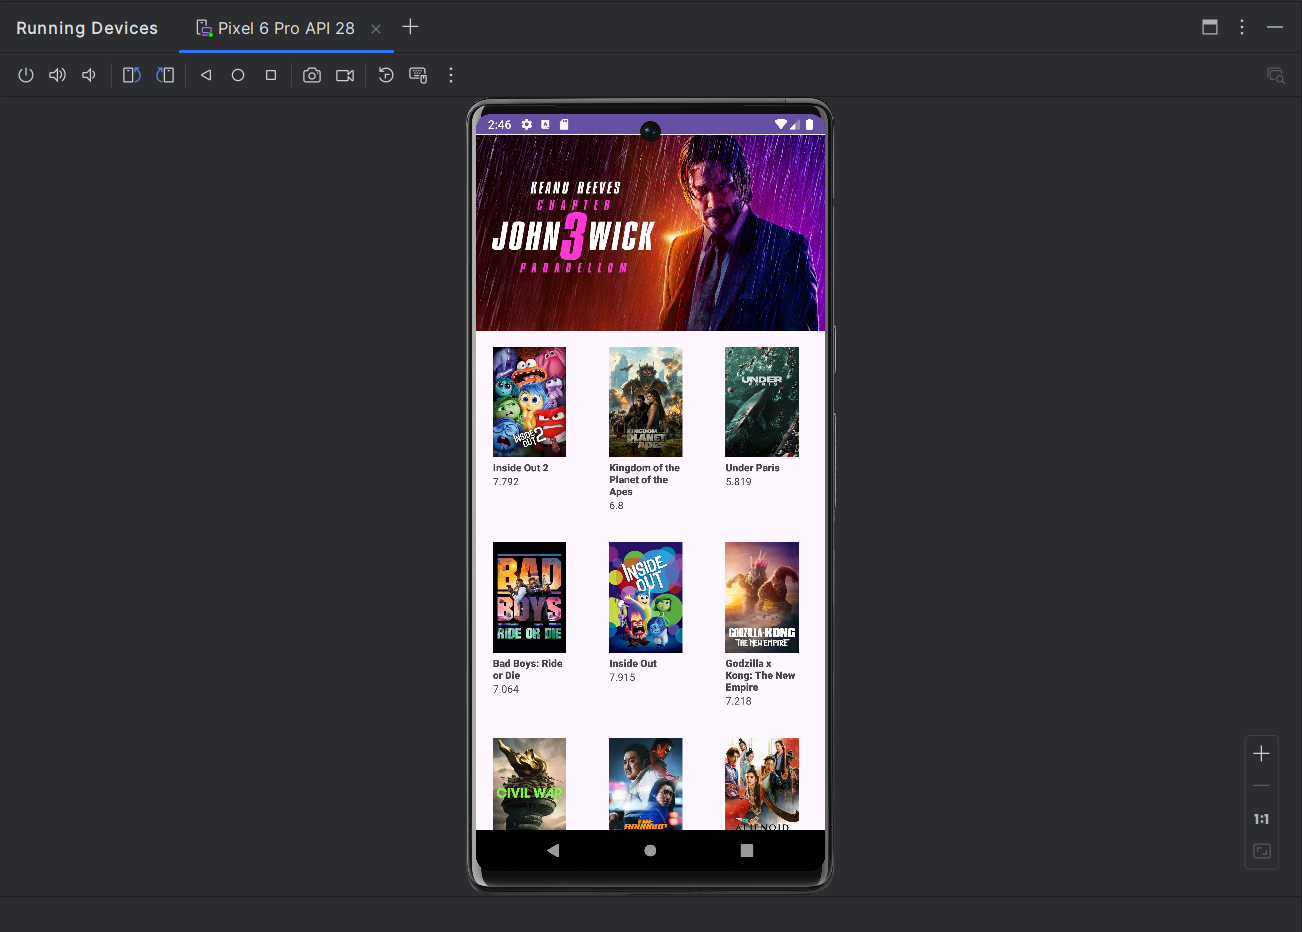 Running Devices
Pixel 6 Pro API 28
2:46
KEANU REEVES
CHAPTER
JOHN 3 WICK
PARABELLUM
INSIDE OUT 2
KINGDOM OF THE
PLANET OF THE
APES
UNDER
PARIS
Inside Out 2
7.792
Kingdom of the
Planet of the
Apes
6.8
Under Paris
5.819
BAD
BOYS
RIDE OR DIE
INSIDE
OUT
GODZILLA x KONG
THE NEW EMPIRE
Bad Boys: Ride
or Die
7.064
Inside Out
7.915
Godzilla x
Kong: The New
Empire
7.218
CIVIL WAR
THE
ROUNDUP
ALIENOID
1:1